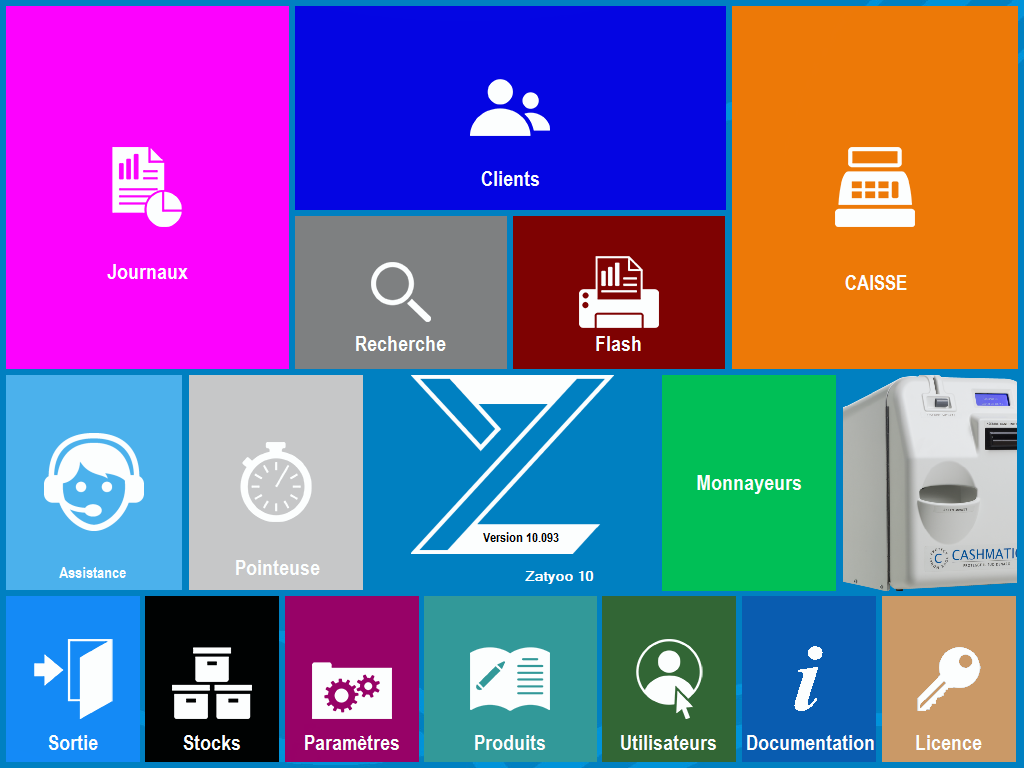 Clients
Journaux
CAISSE
Recherche
Flash
Monnayeurs
Version 10.093
CASHMATIC
Assistance
Pointeuse
Zatyoo 10
Sortie
Stocks
Paramètres
Produits
Utilisateurs
Documentation
Licence